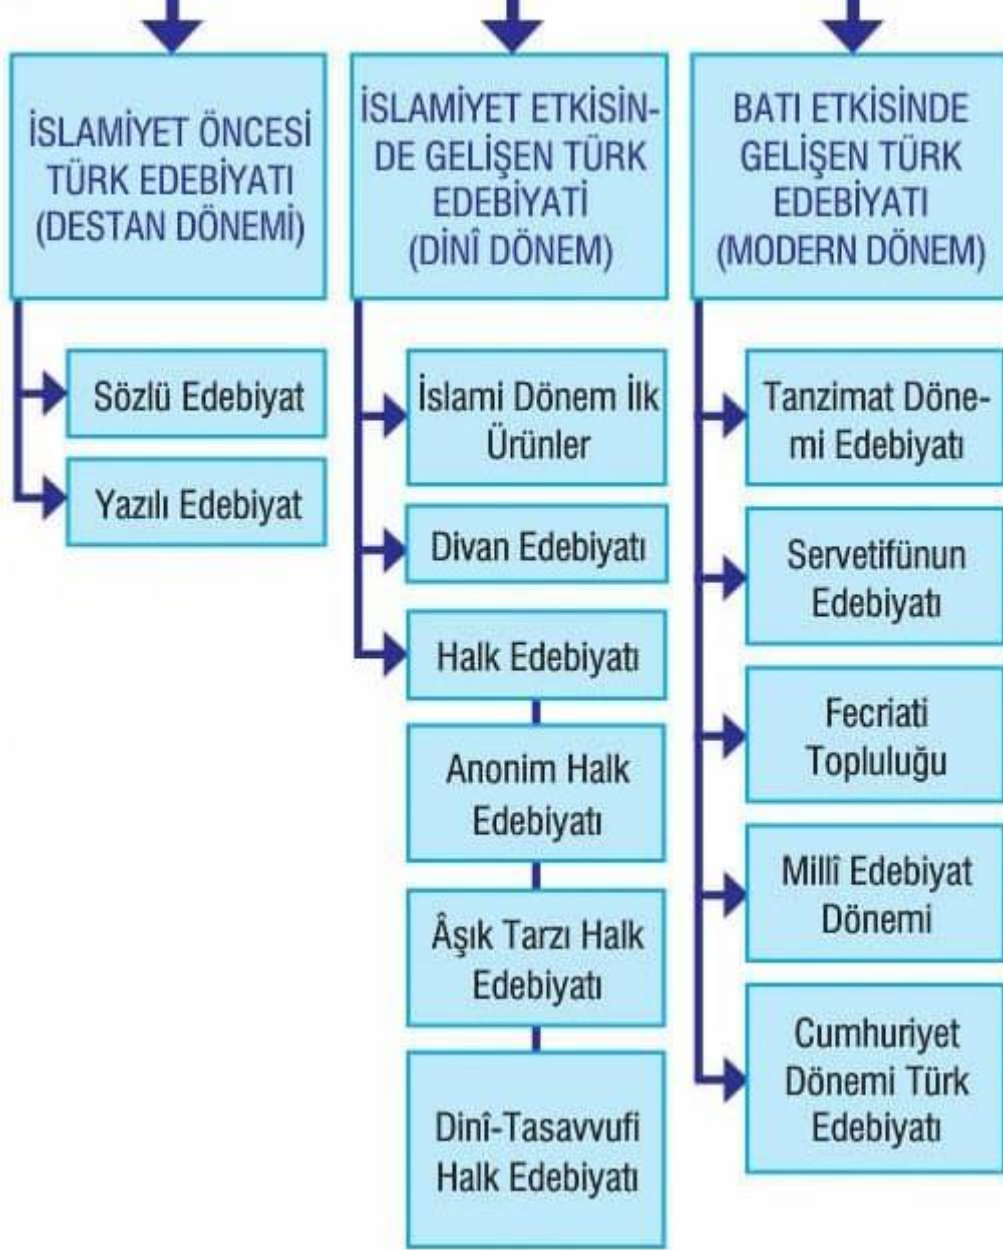 İSLAMİYET ÖNCESİ
TÜRK EDEBİYATI
(DESTAN DÖNEMİ)
Sözlü Edebiyat
Yazılı Edebiyat
İSLAMİYET ETKİSİN-
DE GELİŞEN TÜRK
EDEBİYATİ
(DİNÎ DÖNEM)
İslami Dönem İlk
Ürünler
Divan Edebiyatı
Halk Edebiyatı
Anonim Halk
Edebiyatı
Âşık Tarzı Halk
Edebiyatı
Dinî-Tasavvufi
Halk Edebiyatı
BATI ETKİSİNDE
GELİŞEN TÜRK
EDEBİYATI
(MODERN DÖNEM)
Tanzimat Döne-
mi Edebiyatı
Servetifünun
Edebiyatı
Fecriati
Topluluğu
Millî Edebiyat
Dönemi
Cumhuriyet
Dönemi Türk
Edebiyatı